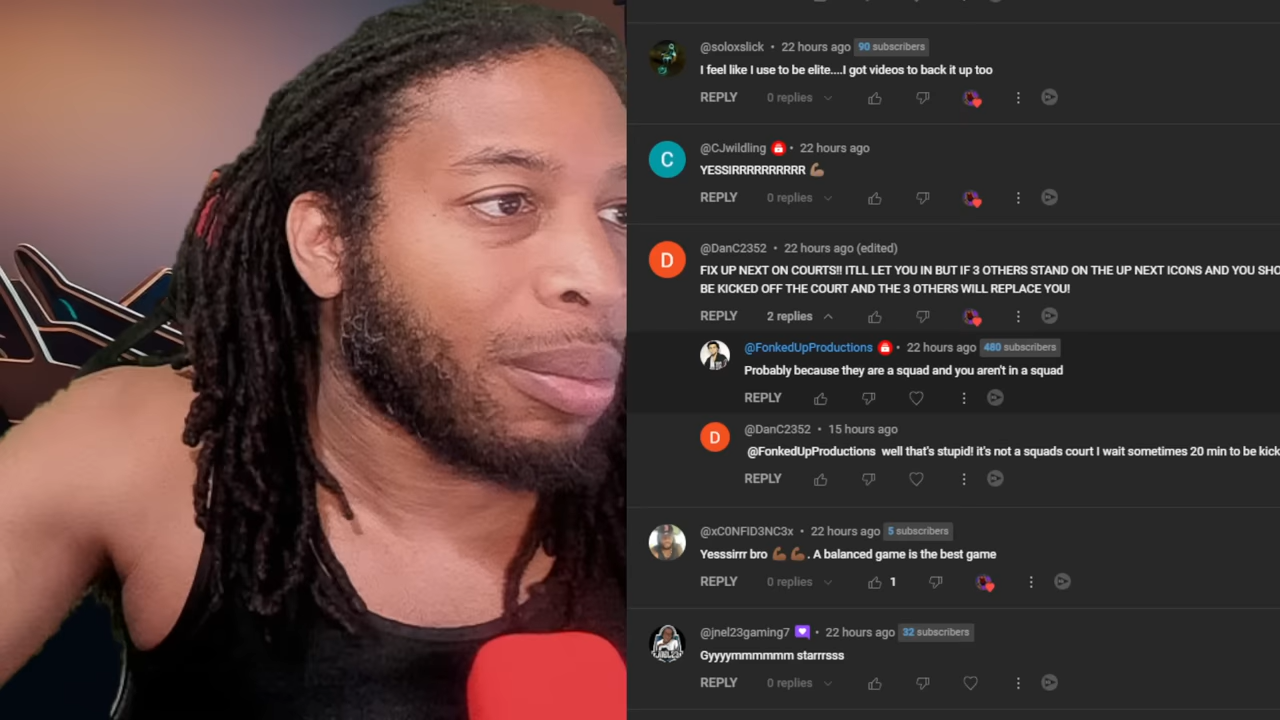 @soloxslick • 22 hours ago 90 subscribers
I feel like I use to be elite....I got videos to back it up too
REPLY 0 replies
C
@CJwildling • 22 hours ago
YESSIRRRRRRRRRR 💪🏽
REPLY 0 replies
D
@DanC2352 • 22 hours ago (edited)
FIX UP NEXT ON COURTS!! ITLL LET YOU IN BUT IF 3 OTHERS STAND ON THE UP NEXT ICONS AND YOU SHO
BE KICKED OFF THE COURT AND THE 3 OTHERS WILL REPLACE YOU!
REPLY 2 replies
@FonkedUpProductions • 22 hours ago 480 subscribers
Probably because they are a squad and you aren't in a squad
REPLY
D
@DanC2352 • 15 hours ago
@FonkedUpProductions well that's stupid! it's not a squads court I wait sometimes 20 min to be kick
REPLY
@xC0NFiD3NC3x • 22 hours ago 5 subscribers
Yesssirrr bro 💪🏾 💪🏾 . A balanced game is the best game
REPLY 0 replies 1
@jnel23gaming7 • 22 hours ago 32 subscribers
Gyyyymmmmmm starrrsss
REPLY 0 replies